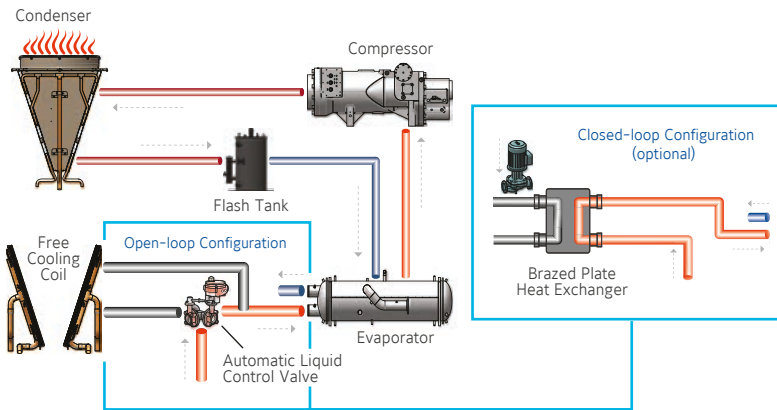 Condenser
Compressor
Closed-loop Configuration
(optional)
Flash Tank
Free
Cooling
Coil
Open-loop Configuration
Brazed Plate
Heat Exchanger
Evaporator
Automatic Liquid
Control Valve